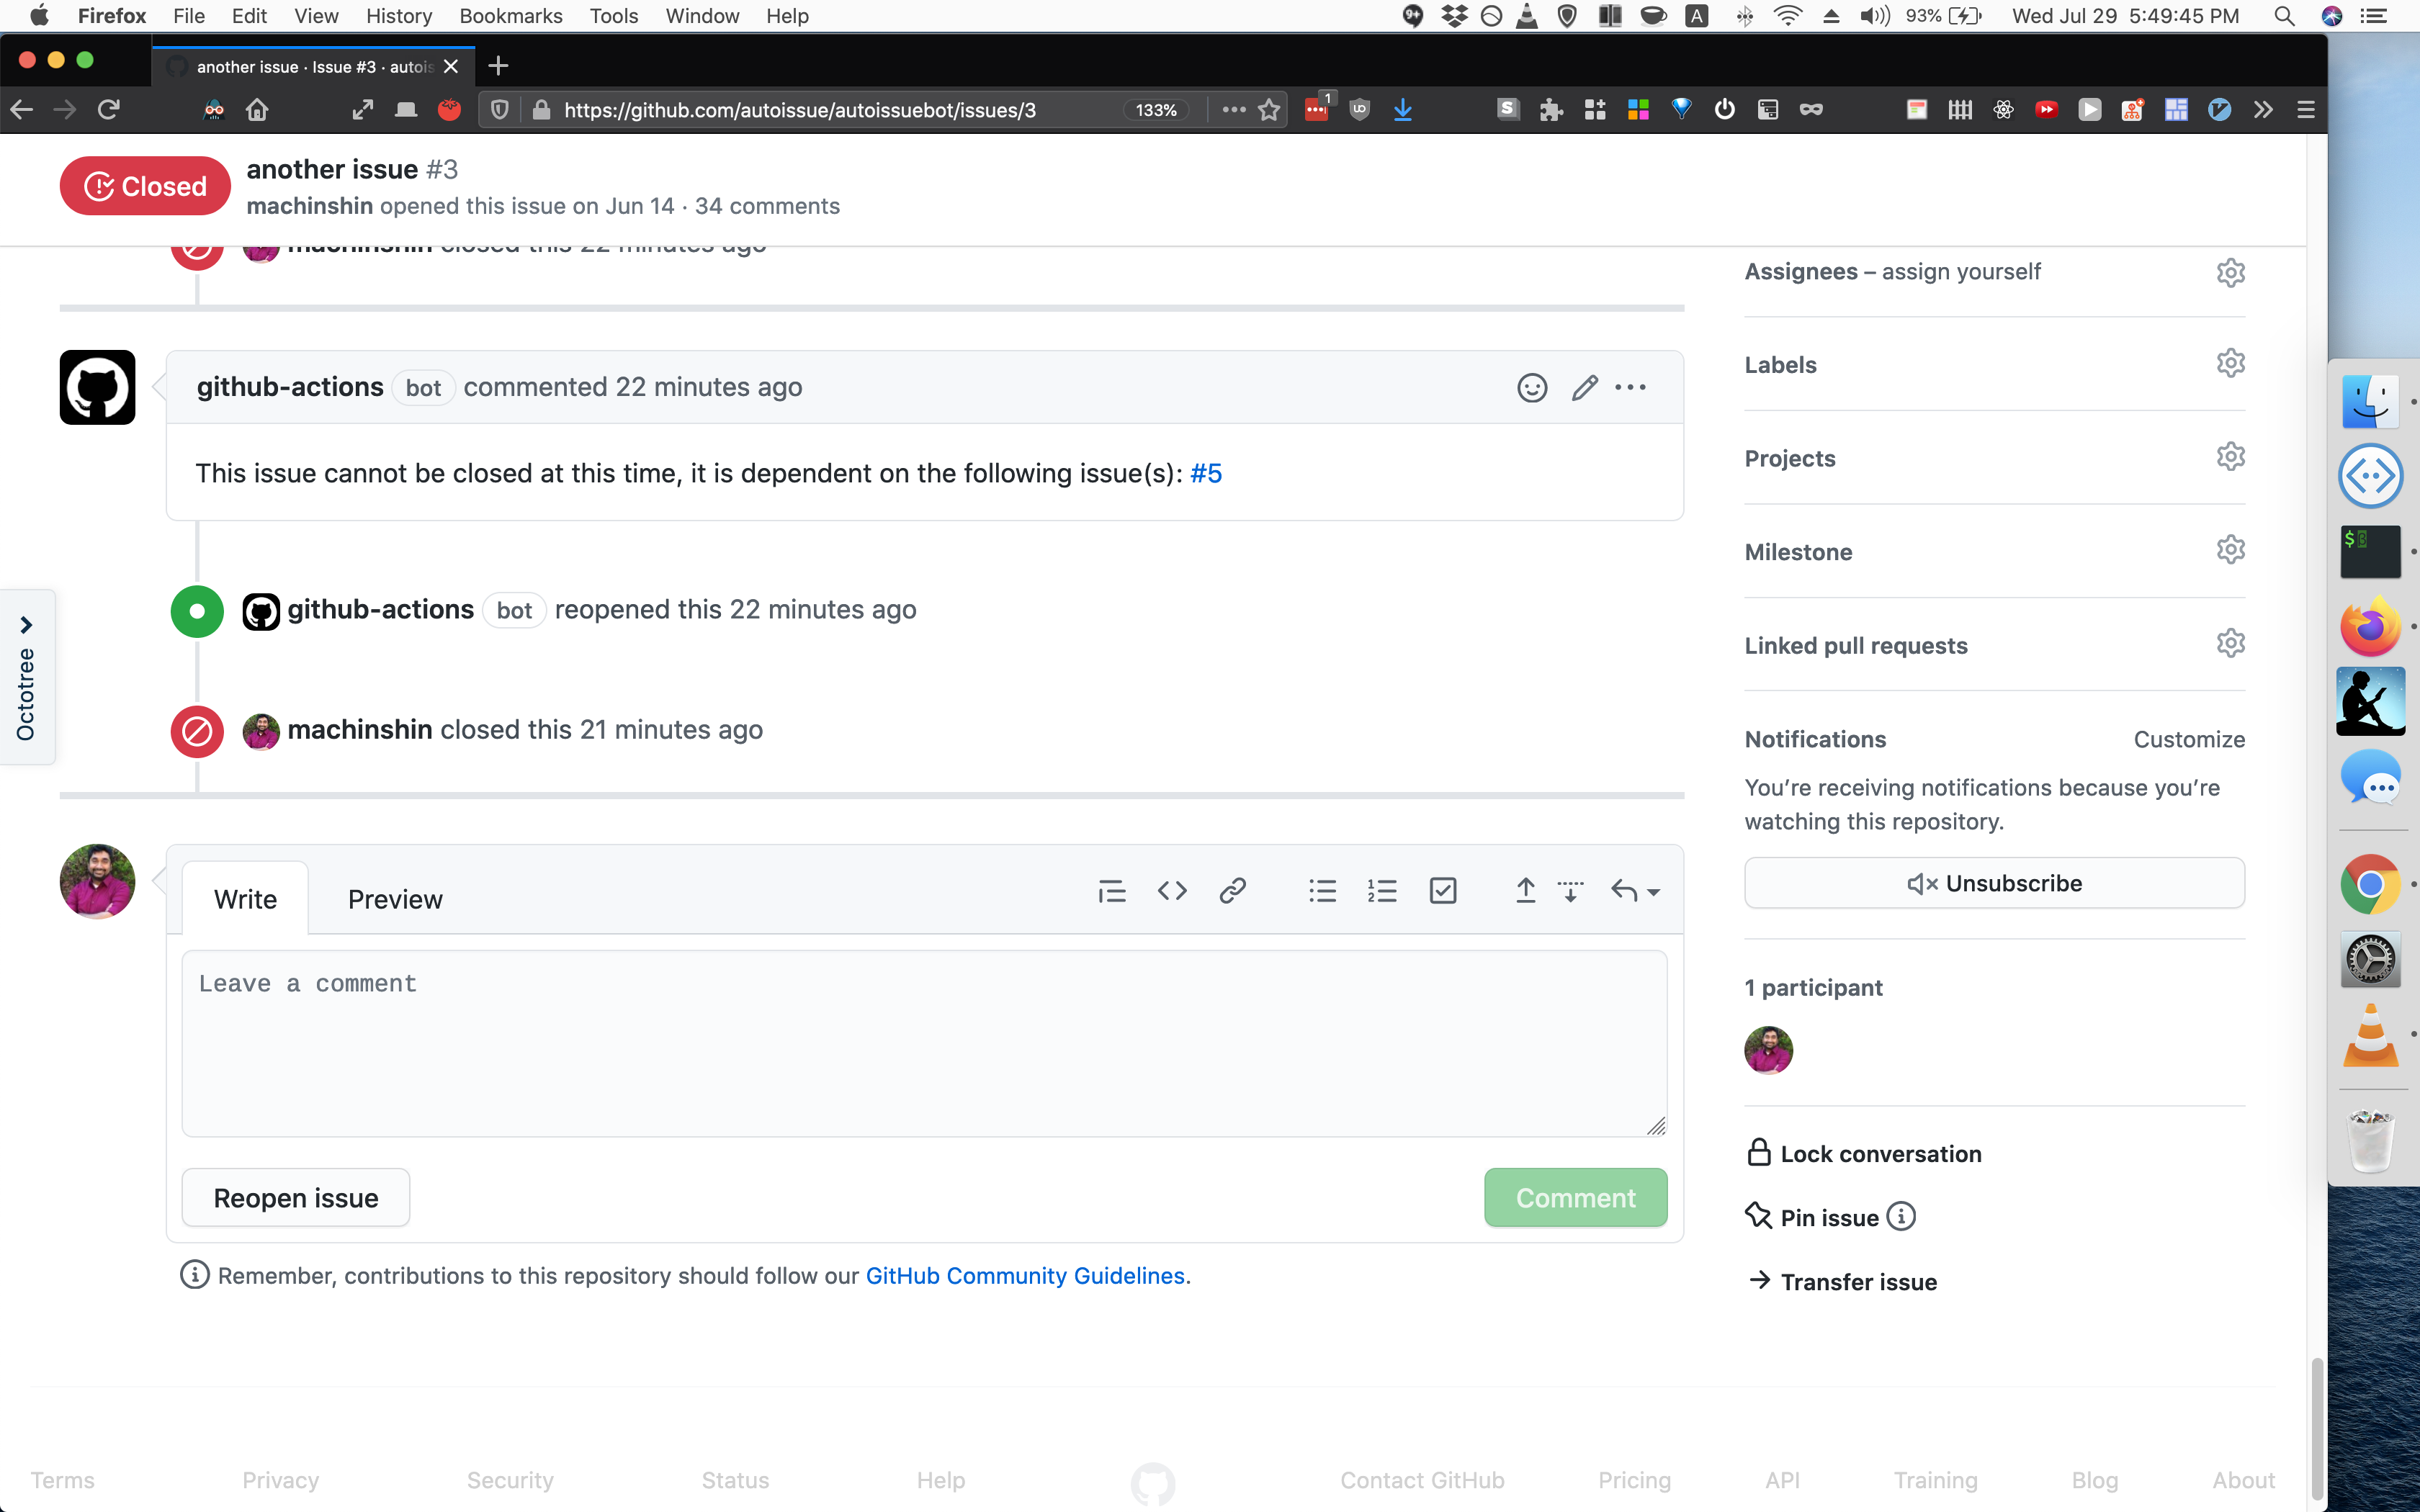 Firefox File Edit View History Bookmarks Tools Window Help 9+ A 93% Wed Jul 29 5:49:45 PM
another issue · Issue #3 · autois
https://github.com/autoissue/autoissuebot/issues/3 133% 1
Closed
another issue #3
machinshin opened this issue on Jun 14 · 34 comments
machinshin closed this 22 minutes ago
Assignees – assign yourself
github-actions bot commented 22 minutes ago
This issue cannot be closed at this time, it is dependent on the following issue(s): #5
github-actions bot reopened this 22 minutes ago
machinshin closed this 21 minutes ago
Octotree
Labels
Projects
Milestone
Linked pull requests
Notifications Customize
You’re receiving notifications because you’re
watching this repository.
Unsubscribe
1 participant
Lock conversation
Pin issue
Transfer issue
Write Preview
Leave a comment
Reopen issue Comment
Remember, contributions to this repository should follow our GitHub Community Guidelines.
Terms Privacy Security Status Help Contact GitHub Pricing API Training Blog About